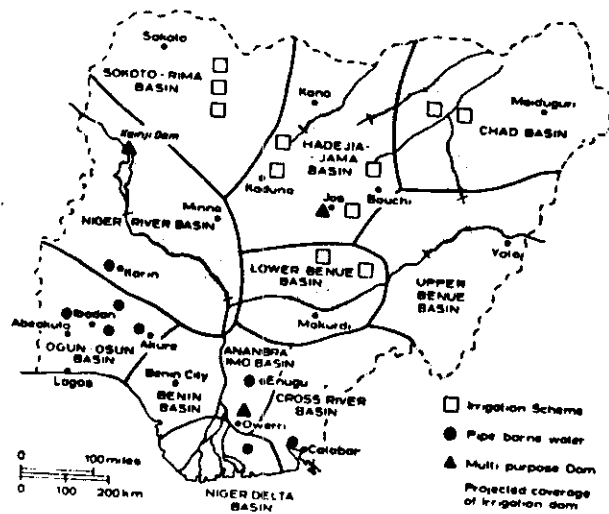 Sokoto
SOKOTO-RIMA
BASIN
Kano
Maiduguri
CHAD BASIN
Kainji Dam
HADEJIA-
JAMA
BASIN
Kaduna
Jos
Bauchi
Minna
NIGER RIVER BASIN
Yola
LOWER BENUE
BASIN
UPPER
BENUE
BASIN
Ilorin
Makurdi
Ibadan
Abeokuta
Akure
OGUN-OSUN
BASIN
ANANBRA
IMO BASIN
Lagos
Benin City
BENIN
BASIN
Enugu
CROSS RIVER
BASIN
Owerri
Calabar
NIGER DELTA
BASIN
Irrigation Scheme
Pipe borne water
Multi purpose Dam
Projected coverage
of Irrigation dam
0 100 miles
0 100 200 km